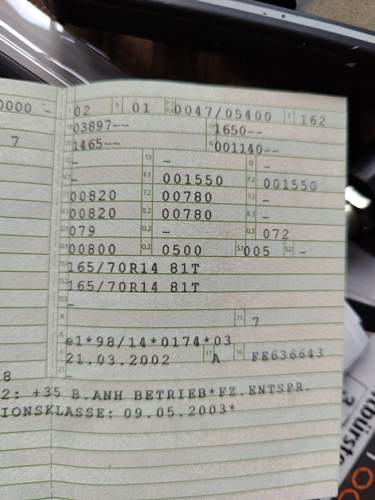 0000 - 02 01 0047/05400 162
03897-- 1650--
7 1465-- 001140--
- - -
- 001550 001550
00820 00780 -
00820 00780 -
079 - 072
00800 0500 005 -
165/70R14 81T
165/70R14 81T
-
7
e1*98/14*0174*03
21.03.2002 A FE636643
8
2: +35 B.ANH BETRIEB*FZ.ENTSPR.
IONSKLASSE: 09.05.2003*